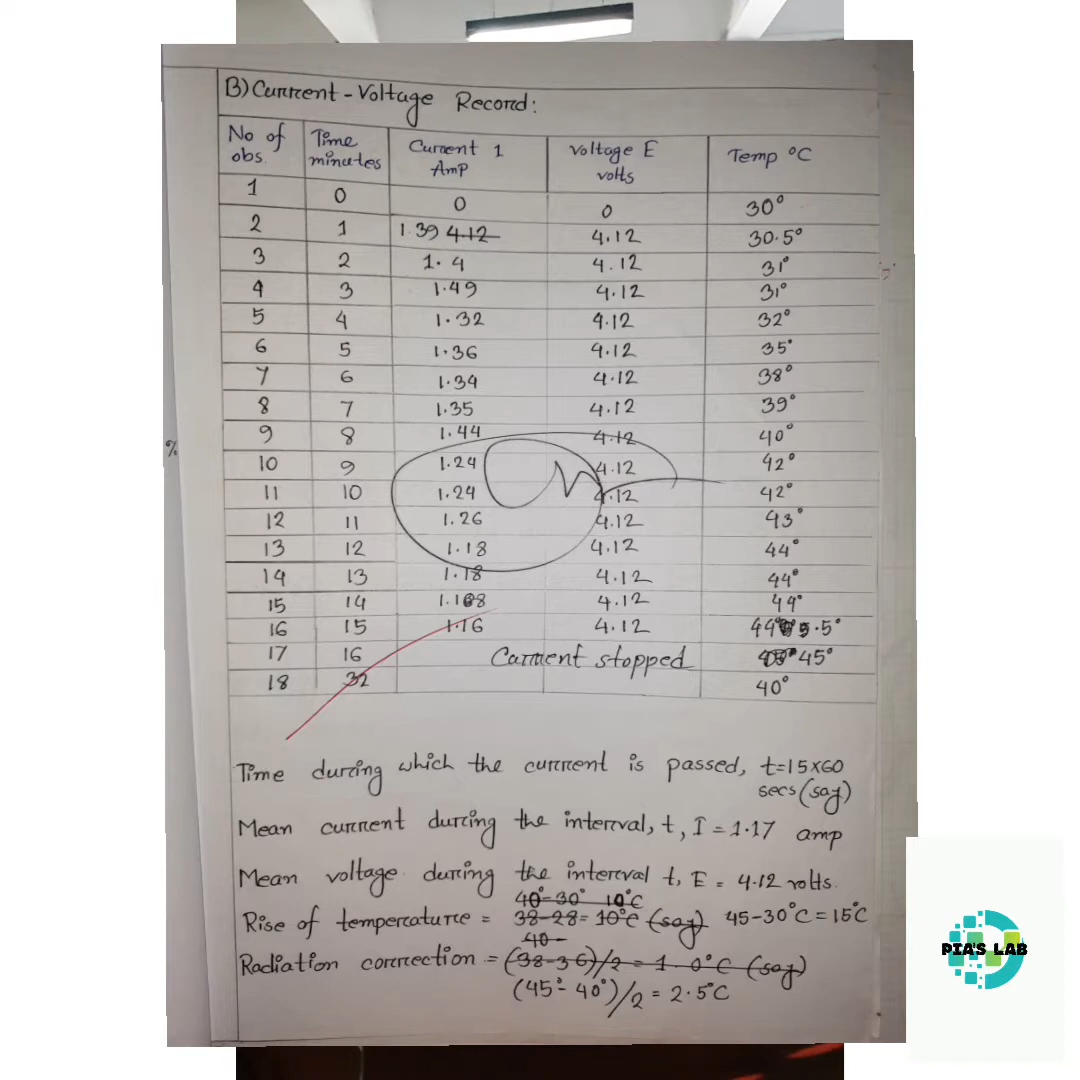 B) Current - Voltage Record:
No of obs. Time minutes Current 1 Amp Voltage E volts Temp °C
1 0 0 0 30°
2 1 1.39 4.12 4.12 30.5°
3 2 1.4 4.12 31°
4 3 1.49 4.12 31°
5 4 1.32 4.12 32°
6 5 1.36 4.12 35°
7 6 1.34 4.12 38°
8 7 1.35 4.12 39°
9 8 1.44 4.12 40°
10 9 1.24 4.12 42°
11 10 1.24 4.12 42°
12 11 1.26 4.12 43°
13 12 1.18 4.12 44°
14 13 1.18 4.12 44°
15 14 4.12 44°
16 15 1.16 4.12
17 16 Current stopped 45°
18 32 40°
Time during which the current is passed, t=15×60
secs (say)
Mean current during the interval, t, I = 1.17 amp
Mean voltage during the interval t, E = 4.12 volts.
40°-30° 10°C
Rise of temperature = 38-28= 10°c (say) 45-30°C = 15°C
40-
Radiation correction = (38-36)/2 = 1.0°C (say)
(45°- 40°)/2 = 2.5°C
%
PIA'S LAB